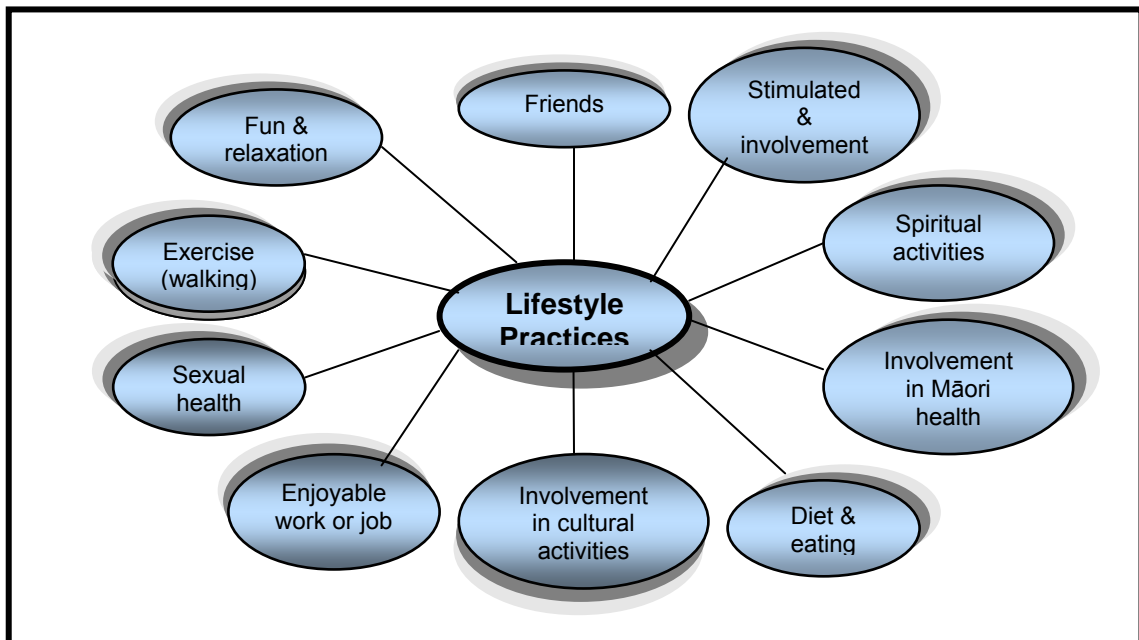 Friends
Stimulated
&
involvement
Fun &
relaxation
Spiritual
activities
Exercise
(walking)
Lifestyle
Practices
Sexual
health
Involvement
in Māori
health
Enjoyable
work or job
Involvement
in cultural
activities
Diet &
eating